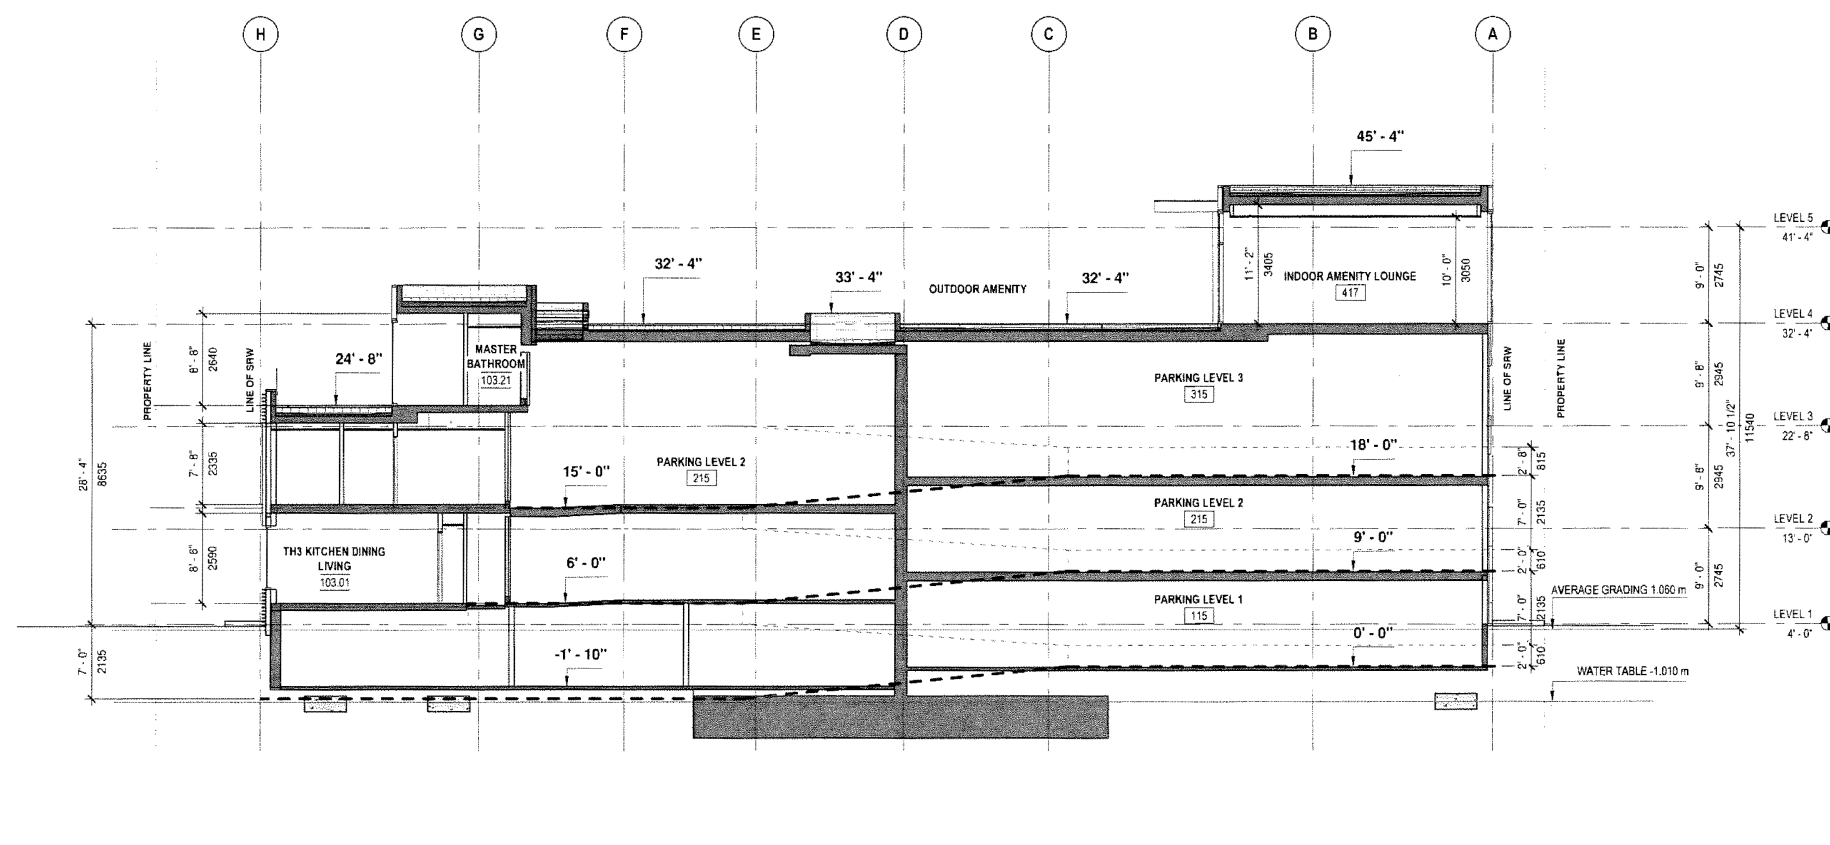 H G F E D C B A
45' - 4"
LEVEL 5
41' - 4"
32' - 4"
33' - 4"
OUTDOOR AMENITY
32' - 4"
11' - 2"
3405
INDOOR AMENITY LOUNGE
417
10' - 0"
3050
9' - 0"
2745
LEVEL 4
32' - 4"
PROPERTY LINE
LINE OF SRW
2640
24' - 8"
MASTER
BATHROOM
103.21
PARKING LEVEL 3
315
LINE OF SRW
PROPERTY LINE
9' - 8"
2945
37' - 10 1/2"
11540
LEVEL 3
22' - 8"
28' - 4"
8635
7' - 8"
2335
15' - 0"
PARKING LEVEL 2
215
18' - 0"
2' - 8"
815
9' - 8"
2945
PARKING LEVEL 2
215
7' - 0"
2135
LEVEL 2
13' - 0"
8' - 6"
2590
TH3 KITCHEN DINING
LIVING
103.01
6' - 0"
9' - 0"
2' - 0"
610
9' - 0"
2745
AVERAGE GRADING 1.060 m
PARKING LEVEL 1
115
7' - 0"
2135
LEVEL 1
4' - 0"
7' - 0"
2135
-1' - 10"
0' - 0"
2' - 0"
610
WATER TABLE -1.010 m